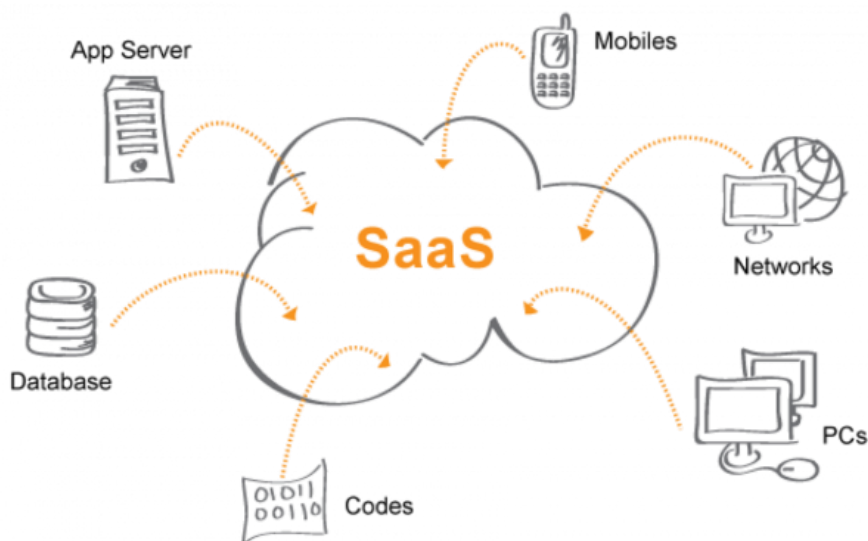 App Server
Mobiles
SaaS
Networks
Database
PCs
01011
00110
Codes